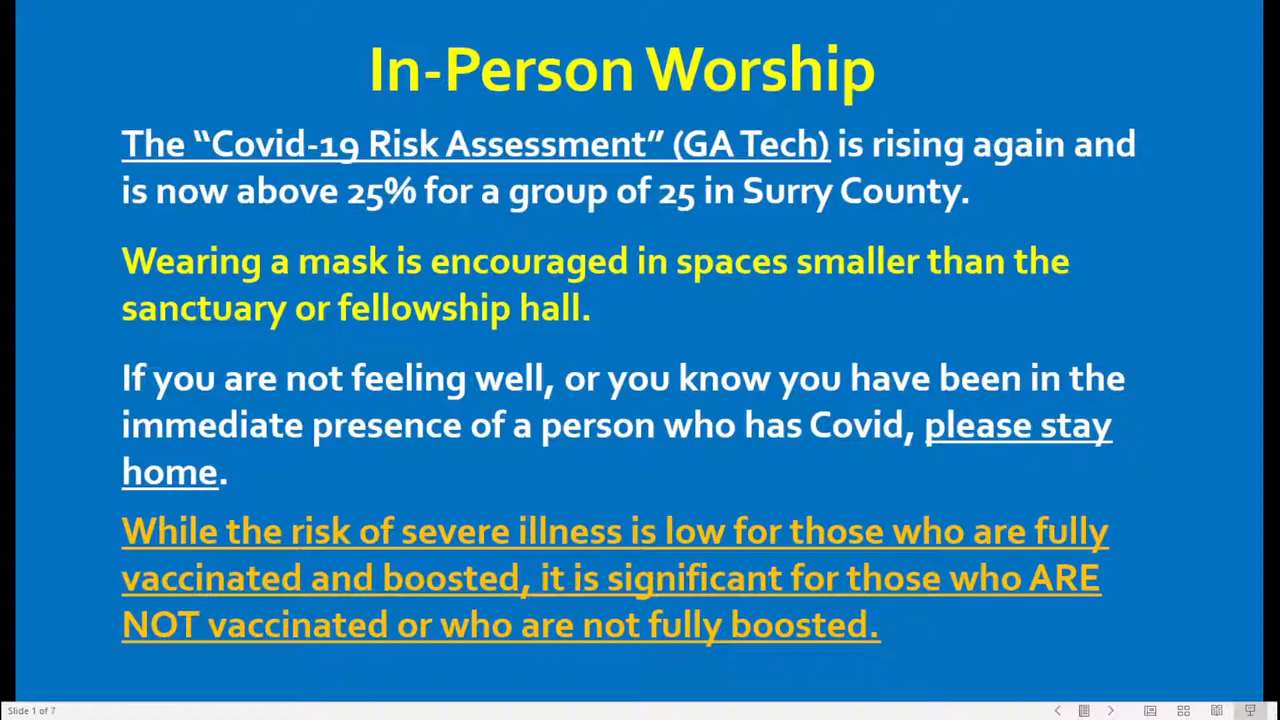 In-Person Worship
The “Covid-19 Risk Assessment” (GA Tech) is rising again and
is now above 25% for a group of 25 in Surry County.
Wearing a mask is encouraged in spaces smaller than the
sanctuary or fellowship hall.
If you are not feeling well, or you know you have been in the
immediate presence of a person who has Covid, please stay
home.
While the risk of severe illness is low for those who are fully
vaccinated and boosted, it is significant for those who ARE
NOT vaccinated or who are not fully boosted.
Slide 1 of 7